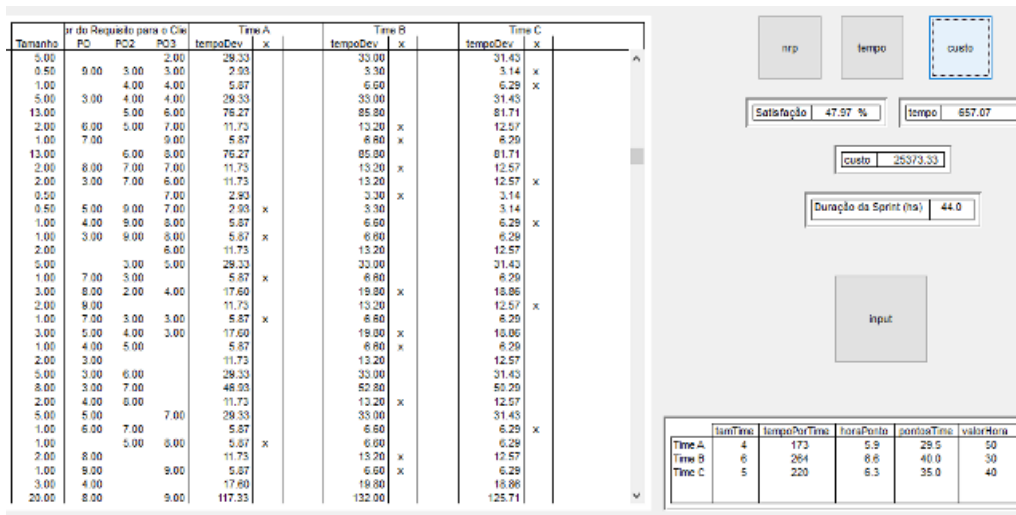 or do Requisito para o Clie Time A Time B Time C
Tamanho PO PO2 PO3 tempoDev x tempoDev x tempoDev x
5.00 2.00 29.33 33.00 31.43
0.50 9.00 3.00 3.00 2.93 3.30 3.14 x
1.00 4.00 4.00 5.87 6.60 6.29 x
5.00 3.00 4.00 4.00 29.33 33.00 31.43
13.00 5.00 6.00 76.27 85.80 81.71
2.00 6.00 5.00 7.00 11.73 13.20 x 12.57
1.00 7.00 9.00 5.87 6.60 x 6.29
13.00 6.00 8.00 76.27 85.80 81.71
2.00 8.00 7.00 7.00 11.73 13.20 x 12.57
2.00 3.00 7.00 6.00 11.73 13.20 12.57 x
0.50 7.00 2.93 3.30 x 3.14
0.50 5.00 9.00 7.00 2.93 x 3.30 3.14
1.00 4.00 9.00 8.00 5.87 6.60 6.29 x
1.00 3.00 9.00 8.00 5.87 x 6.60 6.29
2.00 6.00 11.73 13.20 12.57
5.00 3.00 5.00 29.33 33.00 31.43
1.00 7.00 3.00 5.87 x 6.60 6.29
3.00 8.00 2.00 4.00 17.60 19.80 x 18.86
2.00 9.00 11.73 13.20 12.57 x
1.00 7.00 3.00 3.00 5.87 x 6.60 6.29
3.00 5.00 4.00 3.00 17.60 19.80 x 18.86
1.00 4.00 5.00 5.87 6.60 x 6.29
2.00 3.00 11.73 13.20 12.57
5.00 3.00 6.00 29.33 33.00 31.43
8.00 3.00 7.00 46.93 52.80 50.29
2.00 4.00 8.00 11.73 13.20 x 12.57
5.00 5.00 7.00 29.33 33.00 31.43
1.00 6.00 7.00 5.87 6.60 6.29 x
1.00 5.00 8.00 5.87 x 6.60 6.29
2.00 8.00 11.73 13.20 x 12.57
1.00 9.00 9.00 5.87 6.60 x 6.29
3.00 4.00 17.60 19.80 18.86
20.00 8.00 9.00 117.33 132.00 125.71
nrp tempo custo
Satisfação 47.97 % tempo 657.07
custo 25373.33
Duração da Sprint (hs) 44.0
input
tamTime tempoPorTime horaPonto pontosTime valorHora
Time A 4 173 5.9 29.5 50
Time B 6 264 6.6 40.0 30
Time C 5 220 6.3 35.0 40